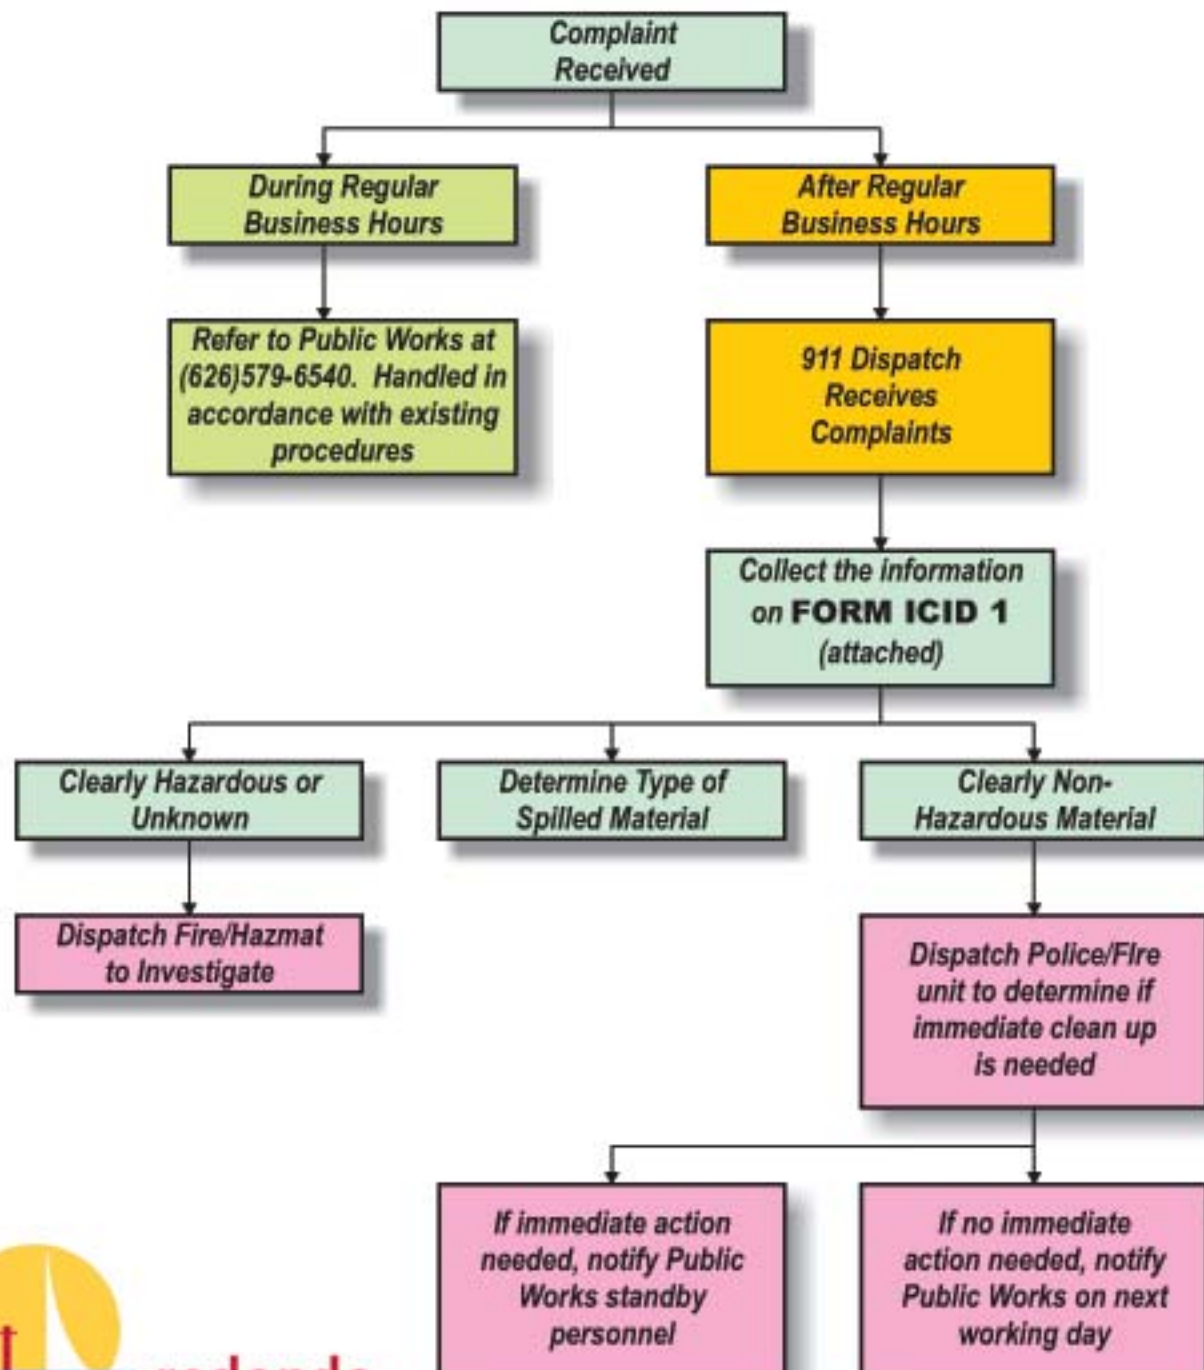 Complaint
Received
During Regular
Business Hours
After Regular
Business Hours
Refer to Public Works at
(626)579-6540. Handled in
accordance with existing
procedures
911 Dispatch
Receives
Complaints
Collect the information
on FORM ICID 1
(attached)
Clearly Hazardous or
Unknown
Determine Type of
Spilled Material
Clearly Non-
Hazardous Material
Dispatch Fire/Hazmat
to Investigate
Dispatch Police/FIre
unit to determine if
immediate clean up
is needed
If immediate action
needed, notify Public
Works standby
personnel
If no immediate
action needed, notify
Public Works on next
working day